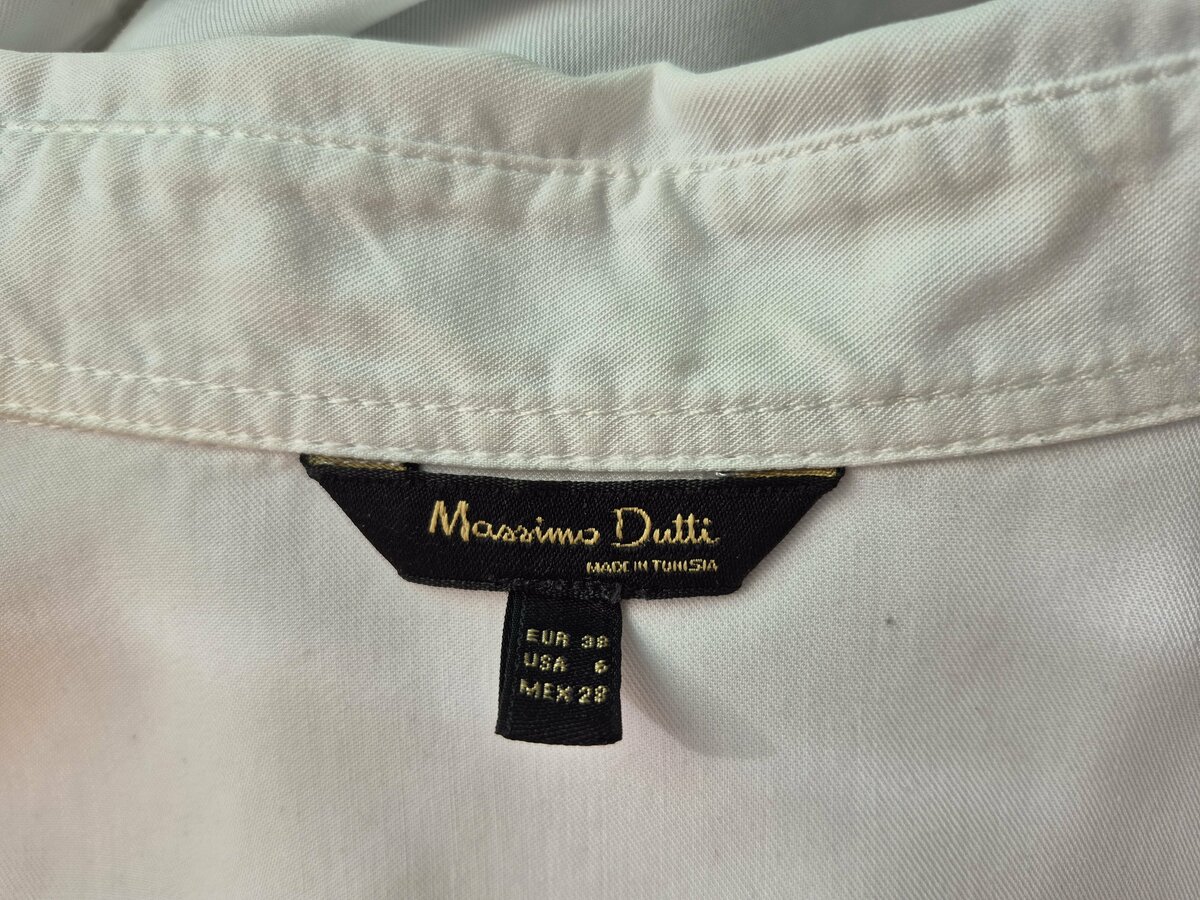 Massimo Dutti
MADE IN TUNISIA
EUR 38
USA 6
MEX 28